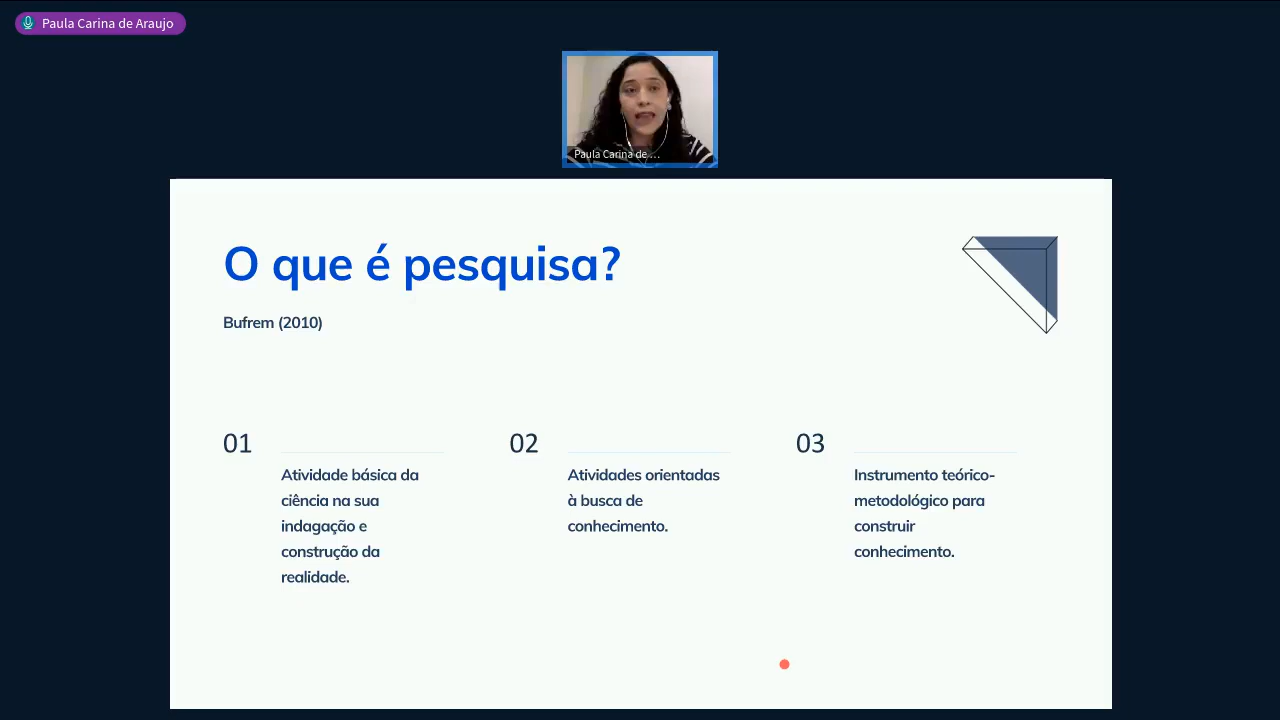 Paula Carina de Araujo
Paula Carina de ...
O que é pesquisa?
Bufrem (2010)
01
Atividade básica da
ciência na sua
indagação e
construção da
realidade.
02
Atividades orientadas
à busca de
conhecimento.
03
Instrumento teórico-
metodológico para
construir
conhecimento.